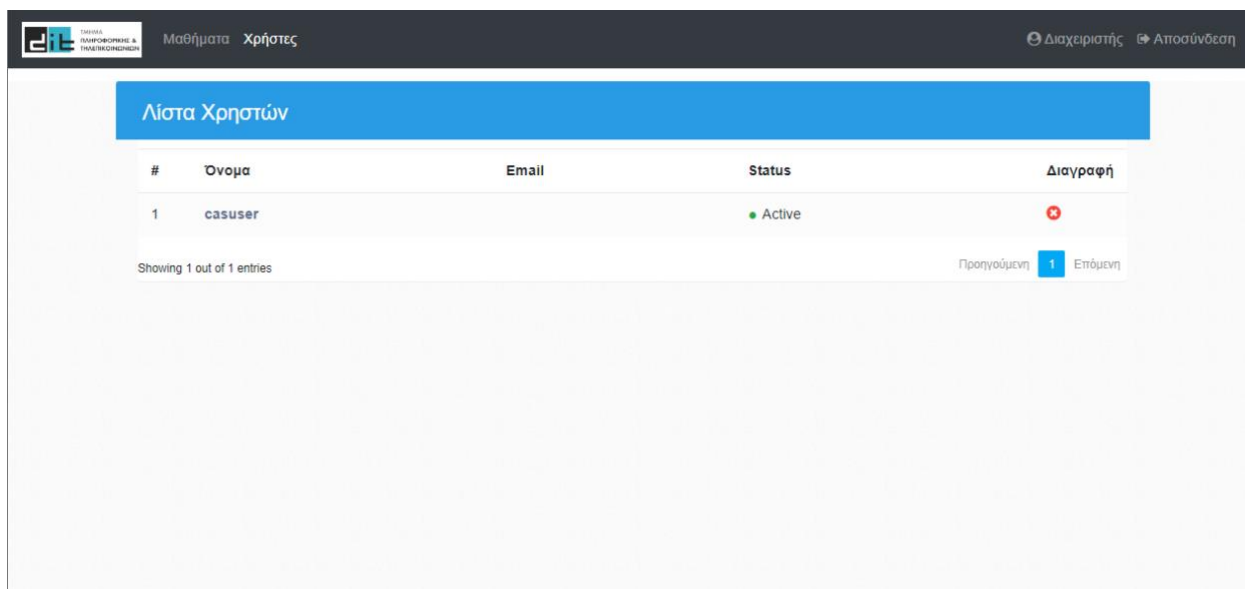 dit ΤΜΗΜΑ
ΠΛΗΡΟΦΟΡΙΚΗΣ &
ΤΗΛΕΠΙΚΟΙΝΩΝΙΩΝ
Μαθήματα Χρήστες Διαχειριστής Αποσύνδεση
Λίστα Χρηστών
# Όνομα Email Status Διαγραφή
1 casuser Active
Showing 1 out of 1 entries Προηγούμενη 1 Επόμενη